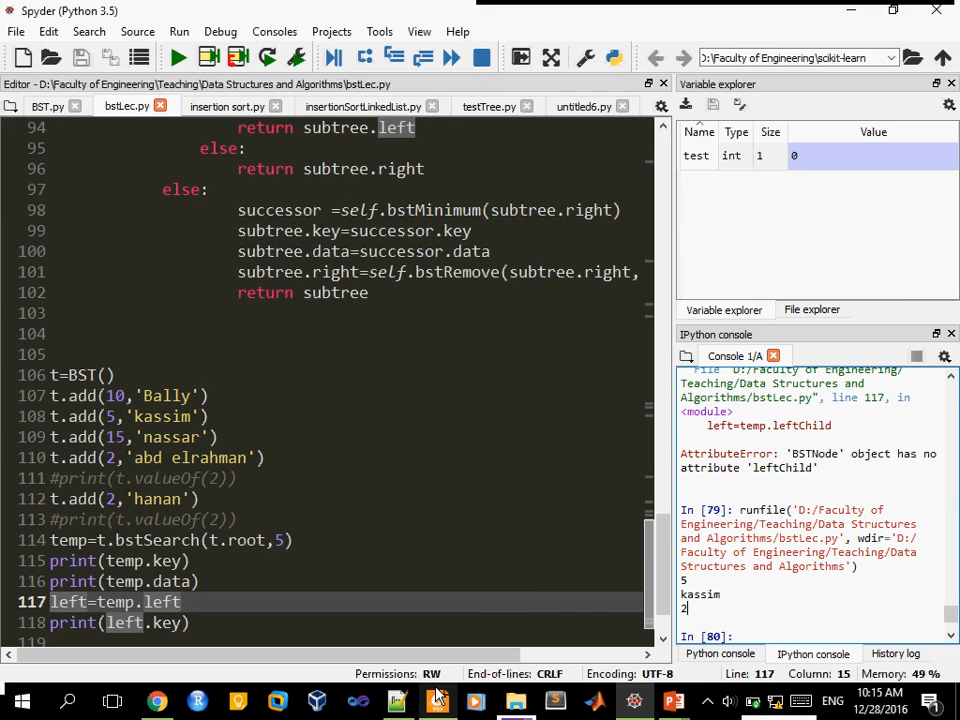 Spyder (Python 3.5)
File Edit Search Source Run Debug Consoles Projects Tools View Help
):\Faculty of Engineering\scikit-learn
Editor - D:\Faculty of Engineering\Teaching\Data Structures and Algorithms\bstLec.py
BST.py bstLec.py insertion sort.py insertionSortLinkedList.py testTree.py untitled6.py
94 return subtree.left
95 else:
96 return subtree.right
97 else:
98 successor =self.bstMinimum(subtree.right)
99 subtree.key=successor.key
100 subtree.data=successor.data
101 subtree.right=self.bstRemove(subtree.right,
102 return subtree
103
104
105
106 t=BST()
107 t.add(10,'Bally')
108 t.add(5,'kassim')
109 t.add(15,'nassar')
110 t.add(2,'abd elrahman')
111 #print(t.valueOf(2))
112 t.add(2,'hanan')
113 #print(t.valueOf(2))
114 temp=t.bstSearch(t.root,5)
115 print(temp.key)
116 print(temp.data)
117 left=temp.left
118 print(left.key)
119
Variable explorer
Name Type Size Value
test int 1 0
Variable explorer File explorer
IPython console
Console 1/A
File "D:/Faculty of Engineering/
Teaching/Data Structures and
Algorithms/bstLec.py", line 117, in
<module>
left=temp.leftChild
AttributeError: 'BSTNode' object has no
attribute 'leftChild'
In [79]: runfile('D:/Faculty of
Engineering/Teaching/Data Structures
and Algorithms/bstLec.py', wdir='D:/
Faculty of Engineering/Teaching/Data
Structures and Algorithms')
5
kassim
2
In [80]:
Python console IPython console History log
Permissions: RW End-of-lines: CRLF Encoding: UTF-8 Line: 117 Column: 15 Memory: 49 %
ENG 10:15 AM
12/28/2016
1